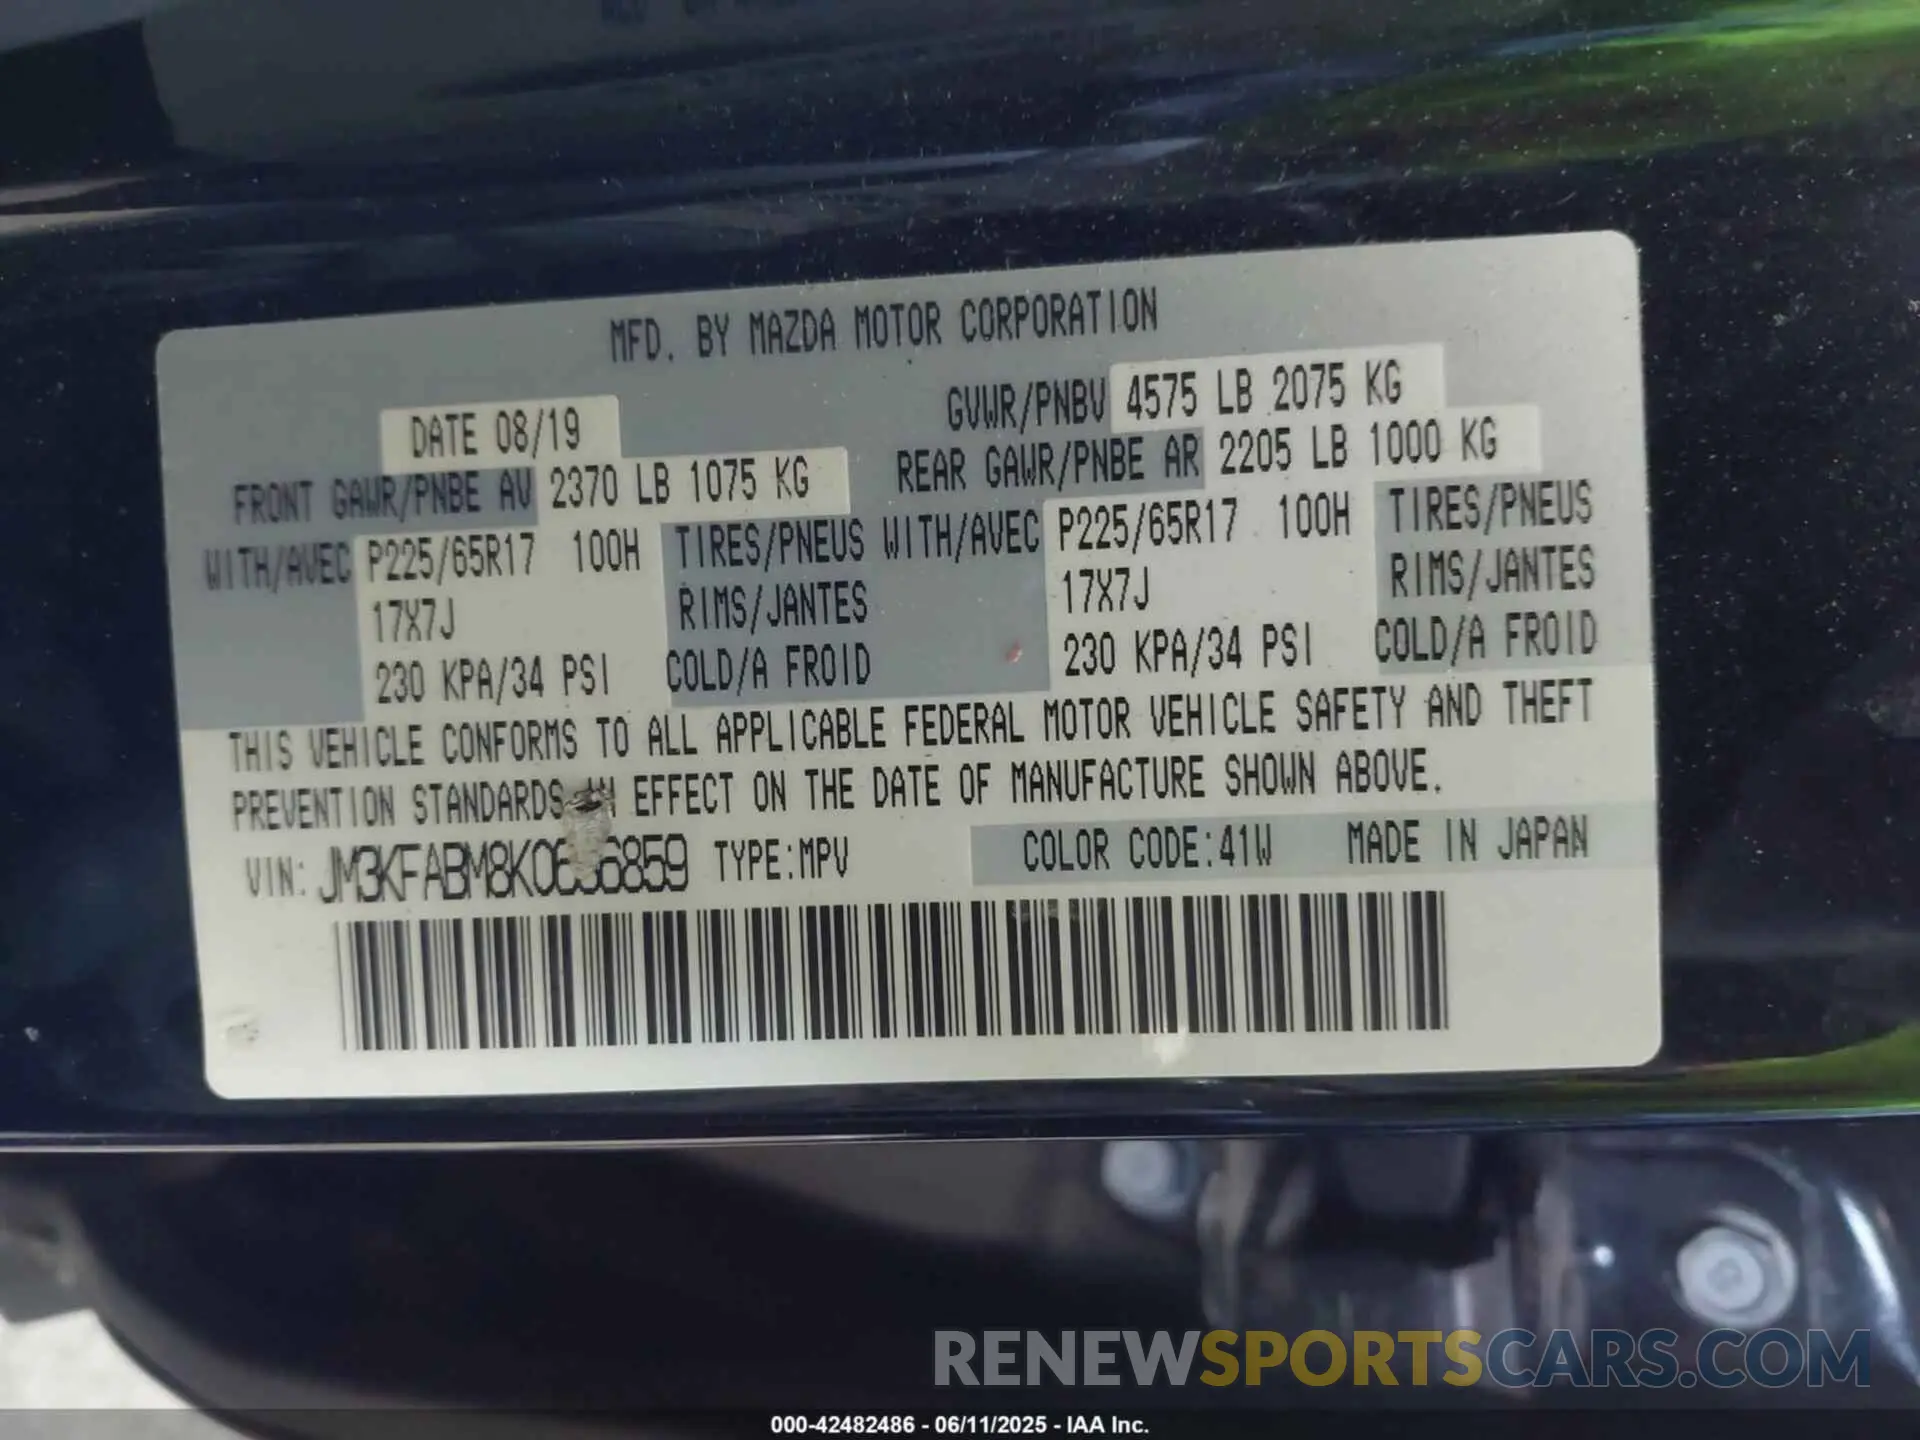 MFD. BY MAZDA MOTOR CORPORATION
DATE 08/19 GVWR/PNBV 4575 LB 2075 KG
FRONT GAWR/PNBE AV 2370 LB 1075 KG REAR GAWR/PNBE AR 2205 LB 1000 KG
WITH/AVEC P225/65R17 100H TIRES/PNEUS WITH/AVEC P225/65R17 100H TIRES/PNEUS
17X7J RIMS/JANTES 17X7J RIMS/JANTES
230 KPA/34 PSI COLD/A FROID 230 KPA/34 PSI COLD/A FROID
THIS VEHICLE CONFORMS TO ALL APPLICABLE FEDERAL MOTOR VEHICLE SAFETY AND THEFT
PREVENTION STANDARDS IN EFFECT ON THE DATE OF MANUFACTURE SHOWN ABOVE.
VIN: TYPE:MPV COLOR CODE:41W MADE IN JAPAN
RENEWSPORTSCARS.COM
000-42482486 - 06/11/2025 - IAA Inc.